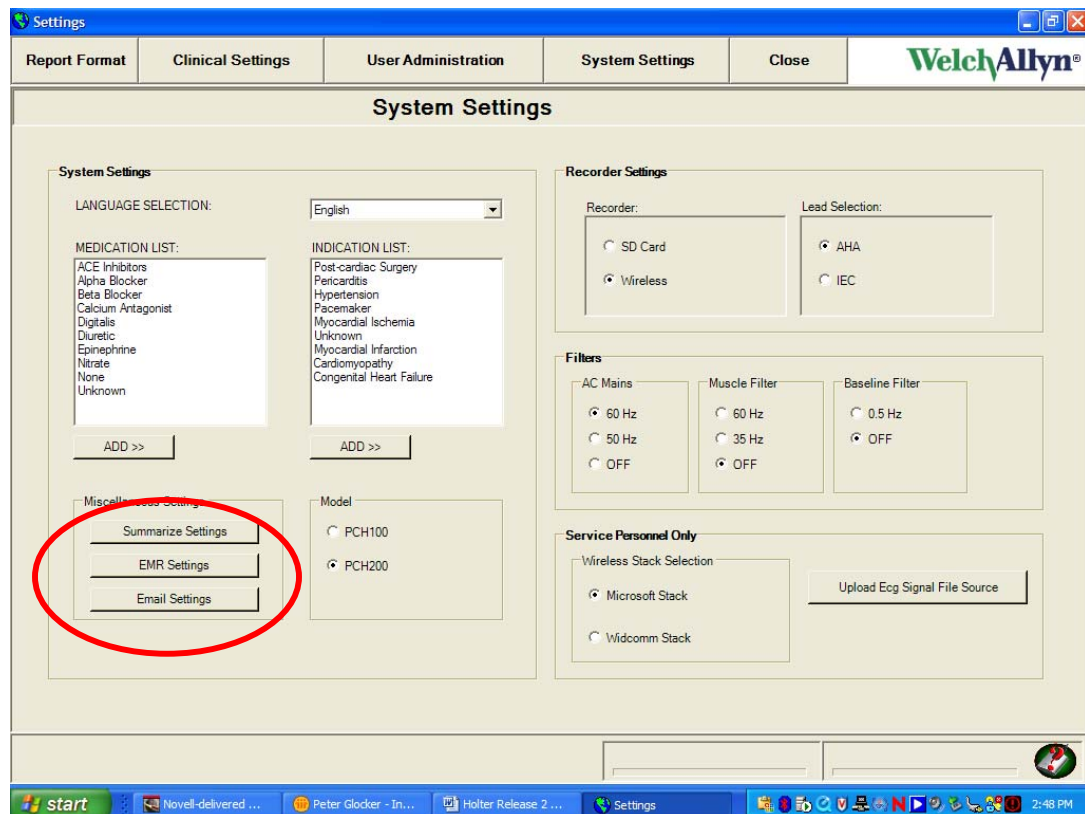 Settings
Report Format
Clinical Settings
User Administration
System Settings
Close
WelchAllyn®
System Settings
System Settings
LANGUAGE SELECTION:
English
MEDICATION LIST:
ACE Inhibitors
Alpha Blocker
Beta Blocker
Calcium Antagonist
Digitalis
Diuretic
Epinephrine
Nitrate
None
Unknown
ADD >>
INDICATION LIST:
Post-cardiac Surgery
Pericarditis
Hypertension
Pacemaker
Myocardial Ischemia
Unknown
Myocardial Infarction
Cardiomyopathy
Congenital Heart Failure
ADD >>
Miscellaneous Settings
Summarize Settings
EMR Settings
Email Settings
Model
PCH100
PCH200
Recorder Settings
Recorder:
SD Card
Wireless
Lead Selection:
AHA
IEC
Filters
AC Mains
60 Hz
50 Hz
OFF
Muscle Filter
60 Hz
35 Hz
OFF
Baseline Filter
0.5 Hz
OFF
Service Personnel Only
Wireless Stack Selection
Microsoft Stack
Widcomm Stack
Upload Ecg Signal File Source
start
Novell-delivered ...
Peter Glocker - In...
Holter Release 2 ...
Settings
2:48 PM